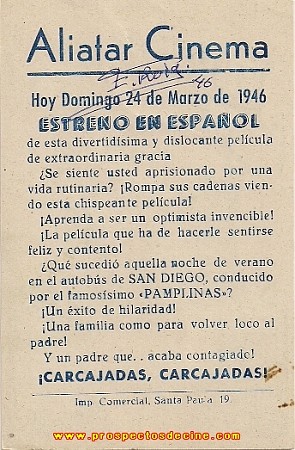 Aliatar Cinema
46
Hoy Domingo 24 de Marzo de 1946
ESTRENO EN ESPAÑOL
de esta divertidísima y dislocante película
de extraordinaria gracia
¿Se siente usted aprisionado por una
vida rutinaria? ¡Rompa sus cadenas vien-
do esta chispeante película!
¡Aprenda a ser un optimista invencible!
¡La película que ha de hacerle sentirse
feliz y contento!
¿Qué sucedió aquella noche de verano
en el autobús de SAN DIEGO, conducido
por el famosísimo «PAMPLINAS»?
¡Un éxito de hilaridad!
¡Una familia como para volver loco al
padre!
Y un padre que.. acaba contagiado!
¡CARCAJADAS, CARCAJADAS!
Imp. Comercial, Santa Paula 19
www.prospectosdecine.com